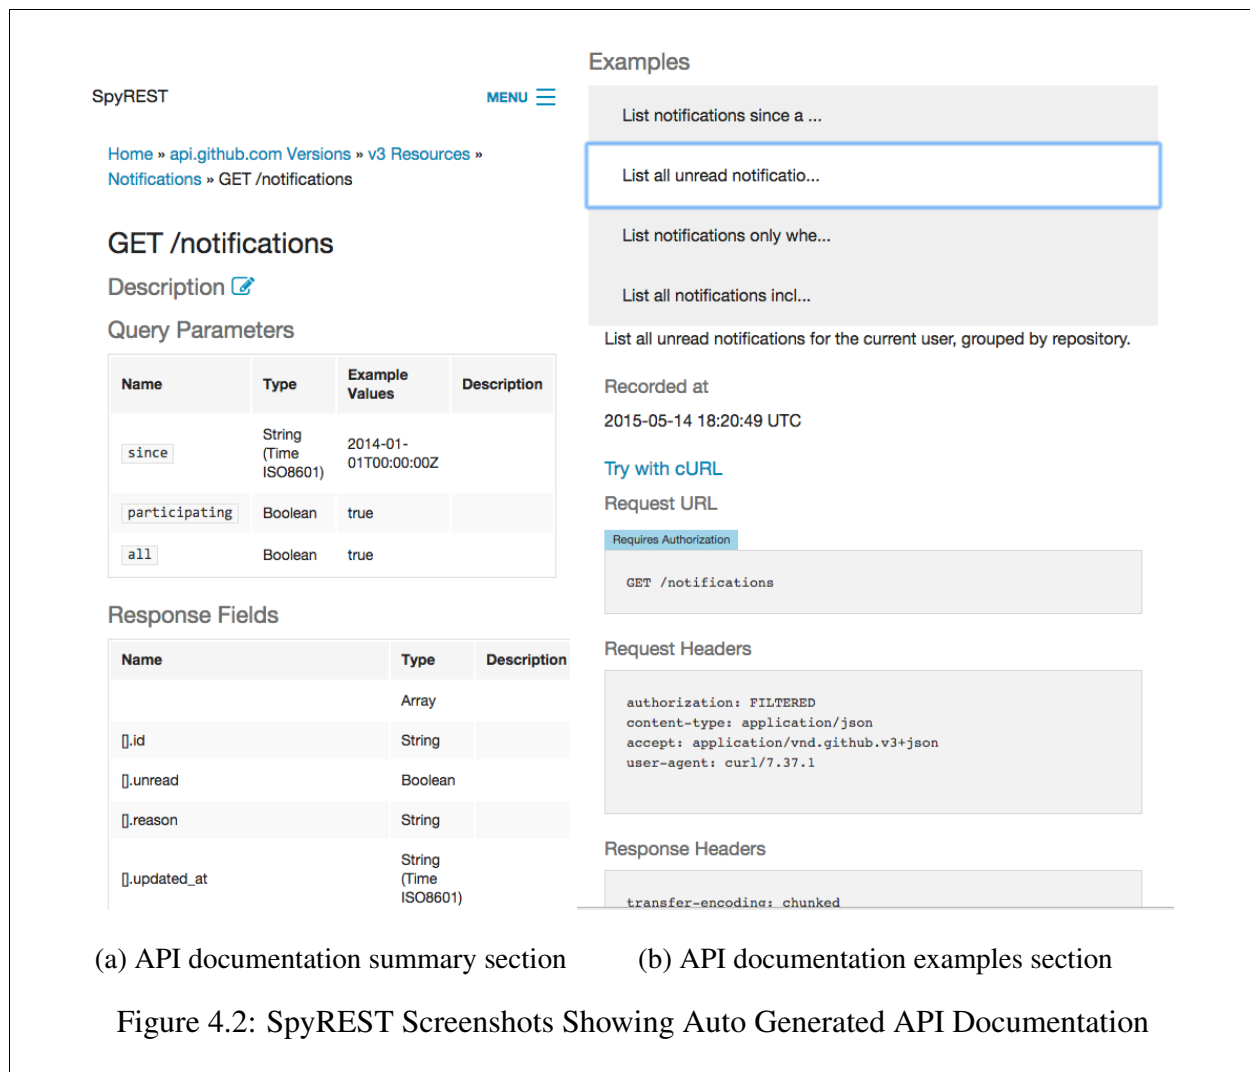 SpyREST
MENU
Home » api.github.com Versions » v3 Resources »
Notifications » GET /notifications
GET /notifications
Description
Query Parameters
Name Type Example Values Description
since String (Time ISO8601) 2014-01-01T00:00:00Z
participating Boolean true
all Boolean true
Response Fields
Name Type Description
Array
[].id String
[].unread Boolean
[].reason String
[].updated_at String (Time ISO8601)
(a) API documentation summary section
Examples
List notifications since a ...
List all unread notificatio...
List notifications only whe...
List all notifications incl...
List all unread notifications for the current user, grouped by repository.
Recorded at
2015-05-14 18:20:49 UTC
Try with cURL
Request URL
Requires Authorization
GET /notifications
Request Headers
authorization: FILTERED
content-type: application/json
accept: application/vnd.github.v3+json
user-agent: curl/7.37.1
Response Headers
transfer-encoding: chunked
(b) API documentation examples section
Figure 4.2: SpyREST Screenshots Showing Auto Generated API Documentation